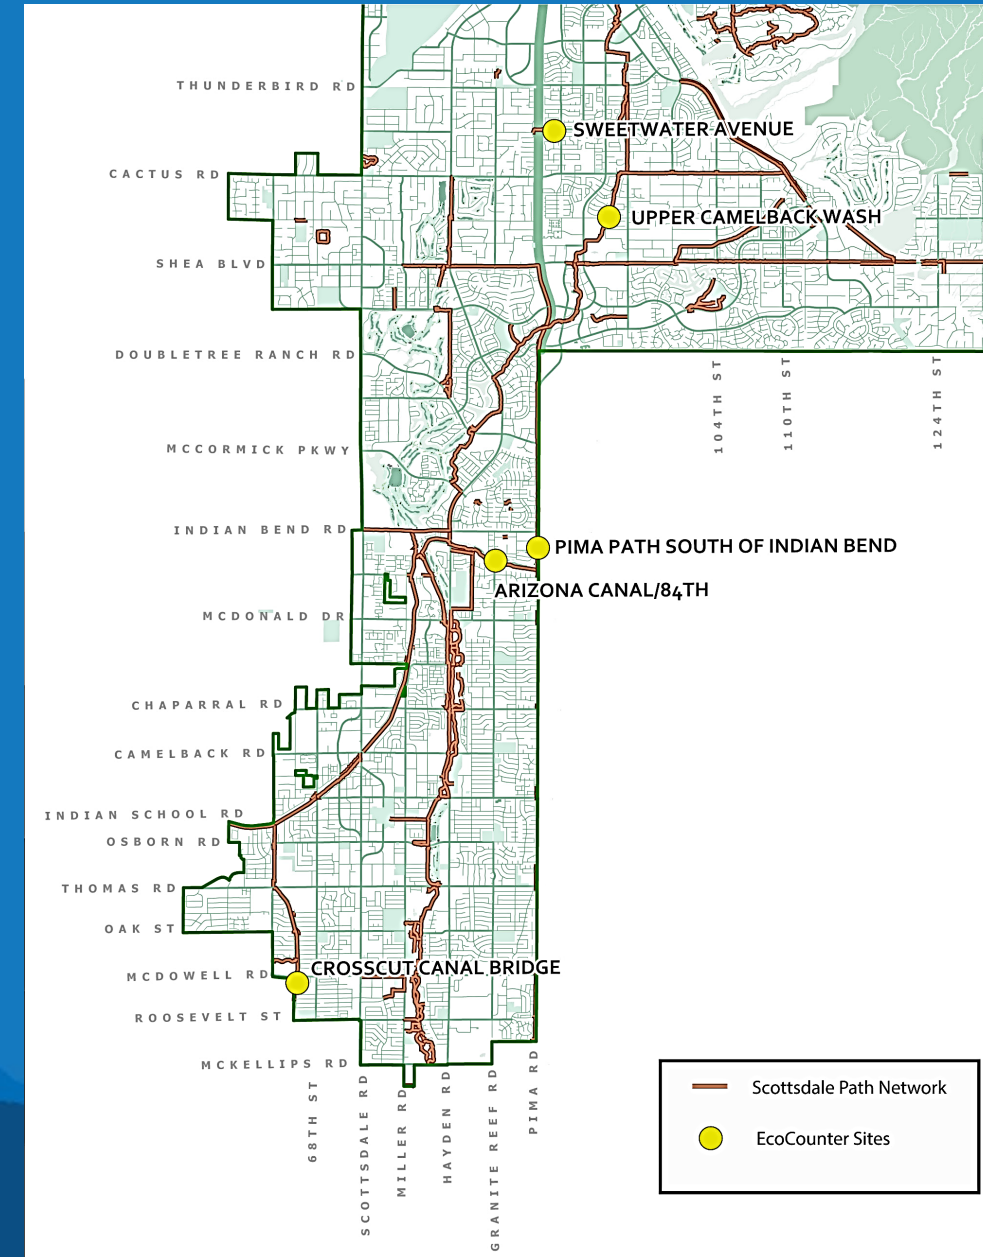 THUNDERBIRD RD
SWEETWATER AVENUE
CACTUS RD
UPPER CAMELBACK WASH
SHEA BLVD
DOUBLETREE RANCH RD
104TH ST
110TH ST
124TH ST
MCCORMICK PKWY
INDIAN BEND RD
PIMA PATH SOUTH OF INDIAN BEND
ARIZONA CANAL/84TH
MCDONALD DR
CHAPARRAL RD
CAMELBACK RD
INDIAN SCHOOL RD
OSBORN RD
THOMAS RD
OAK ST
CROSSCUT CANAL BRIDGE
MCDOWELL RD
ROOSEVELT ST
MCKELLIPS RD
68TH ST
SCOTTSDALE RD
MILLER RD
HAYDEN RD
GRANITE REEF RD
PIMA RD
Scottsdale Path Network
EcoCounter Sites